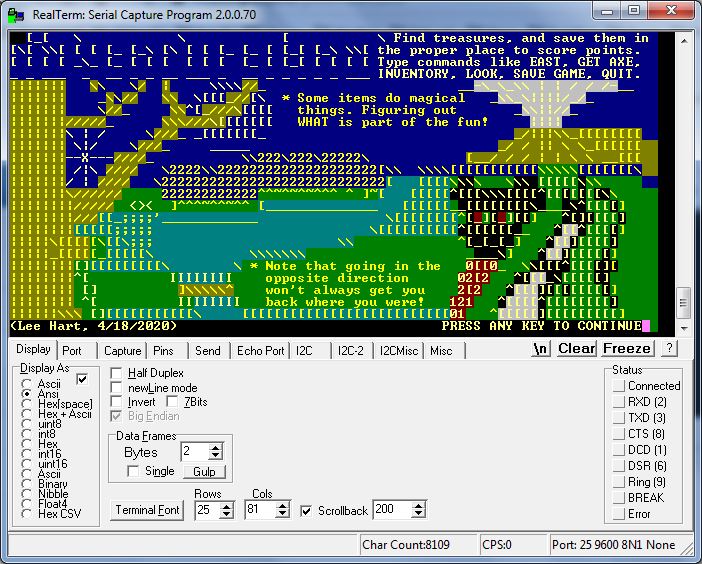 RealTerm: Serial Capture Program 2.0.0.70
\ Find treasures, and save them in
the proper place to score points.
Type commands like EAST, GET AXE,
INVENTORY, LOOK, SAVE GAME, QUIT.
* Some items do magical
things. Figuring out
WHAT is part of the fun!
* Note that going in the
opposite direction
won't always get you
back where you were!
(Lee Hart, 4/18/2020)
PRESS ANY KEY TO CONTINUE
Display Port Capture Pins Send Echo Port I2C I2C-2 I2CMisc Misc
\n Clear Freeze ?
Display As
Ascii
Ansi
Hex[space]
Hex + Ascii
uint8
int8
Hex
int16
uint16
Ascii
Binary
Nibble
Float4
Hex CSV
Half Duplex
newLine mode
Invert 7Bits
Big Endian
Data Frames
Bytes 2
Single Gulp
Rows Cols
Terminal Font 25 81 Scrollback 200
Status
Connected
RXD (2)
TXD (3)
CTS (8)
DCD (1)
DSR (6)
Ring (9)
BREAK
Error
Char Count:8109 CPS:0 Port: 25 9600 8N1 None